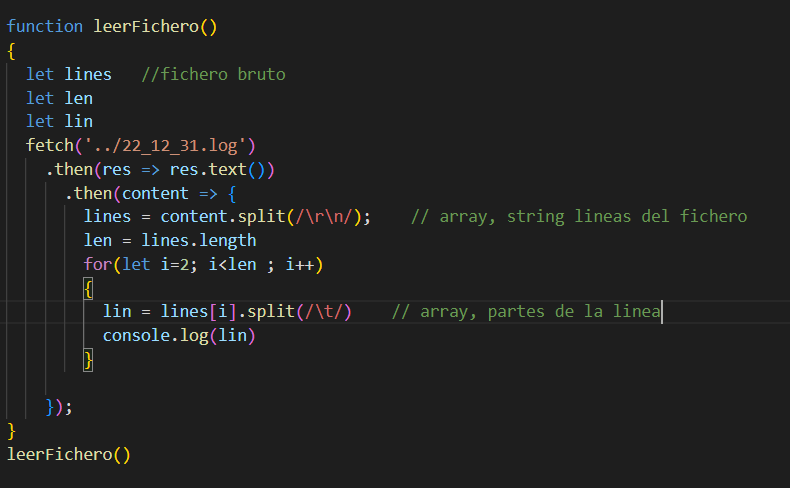 function leerFichero()
{
  let lines   //fichero bruto
  let len
  let lin
  fetch('../22_12_31.log')
    .then(res => res.text())
      .then(content => {
        lines = content.split(/\r\n/);    // array, string lineas del fichero
        len = lines.length
        for(let i=2; i<len ; i++)
        {
          lin = lines[i].split(/\t/)    // array, partes de la linea
          console.log(lin)
        }

    });
}
leerFichero()